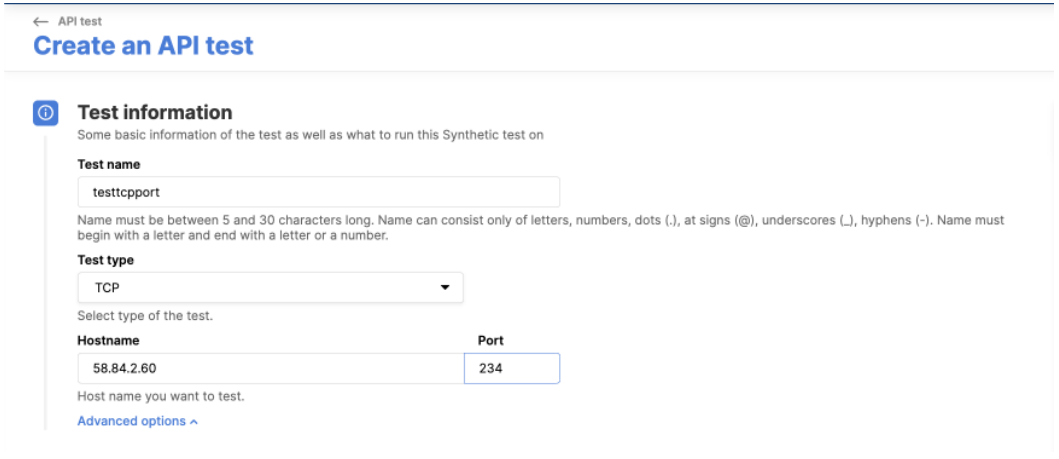 ← API test
Create an API test
Test information
Some basic information of the test as well as what to run this Synthetic test on
Test name
testtcpport
Name must be between 5 and 30 characters long. Name can consist only of letters, numbers, dots (.), at signs (@), underscores (_), hyphens (-). Name must
begin with a letter and end with a letter or a number.
Test type
TCP
Select type of the test.
Hostname Port
58.84.2.60 234
Host name you want to test.
Advanced options